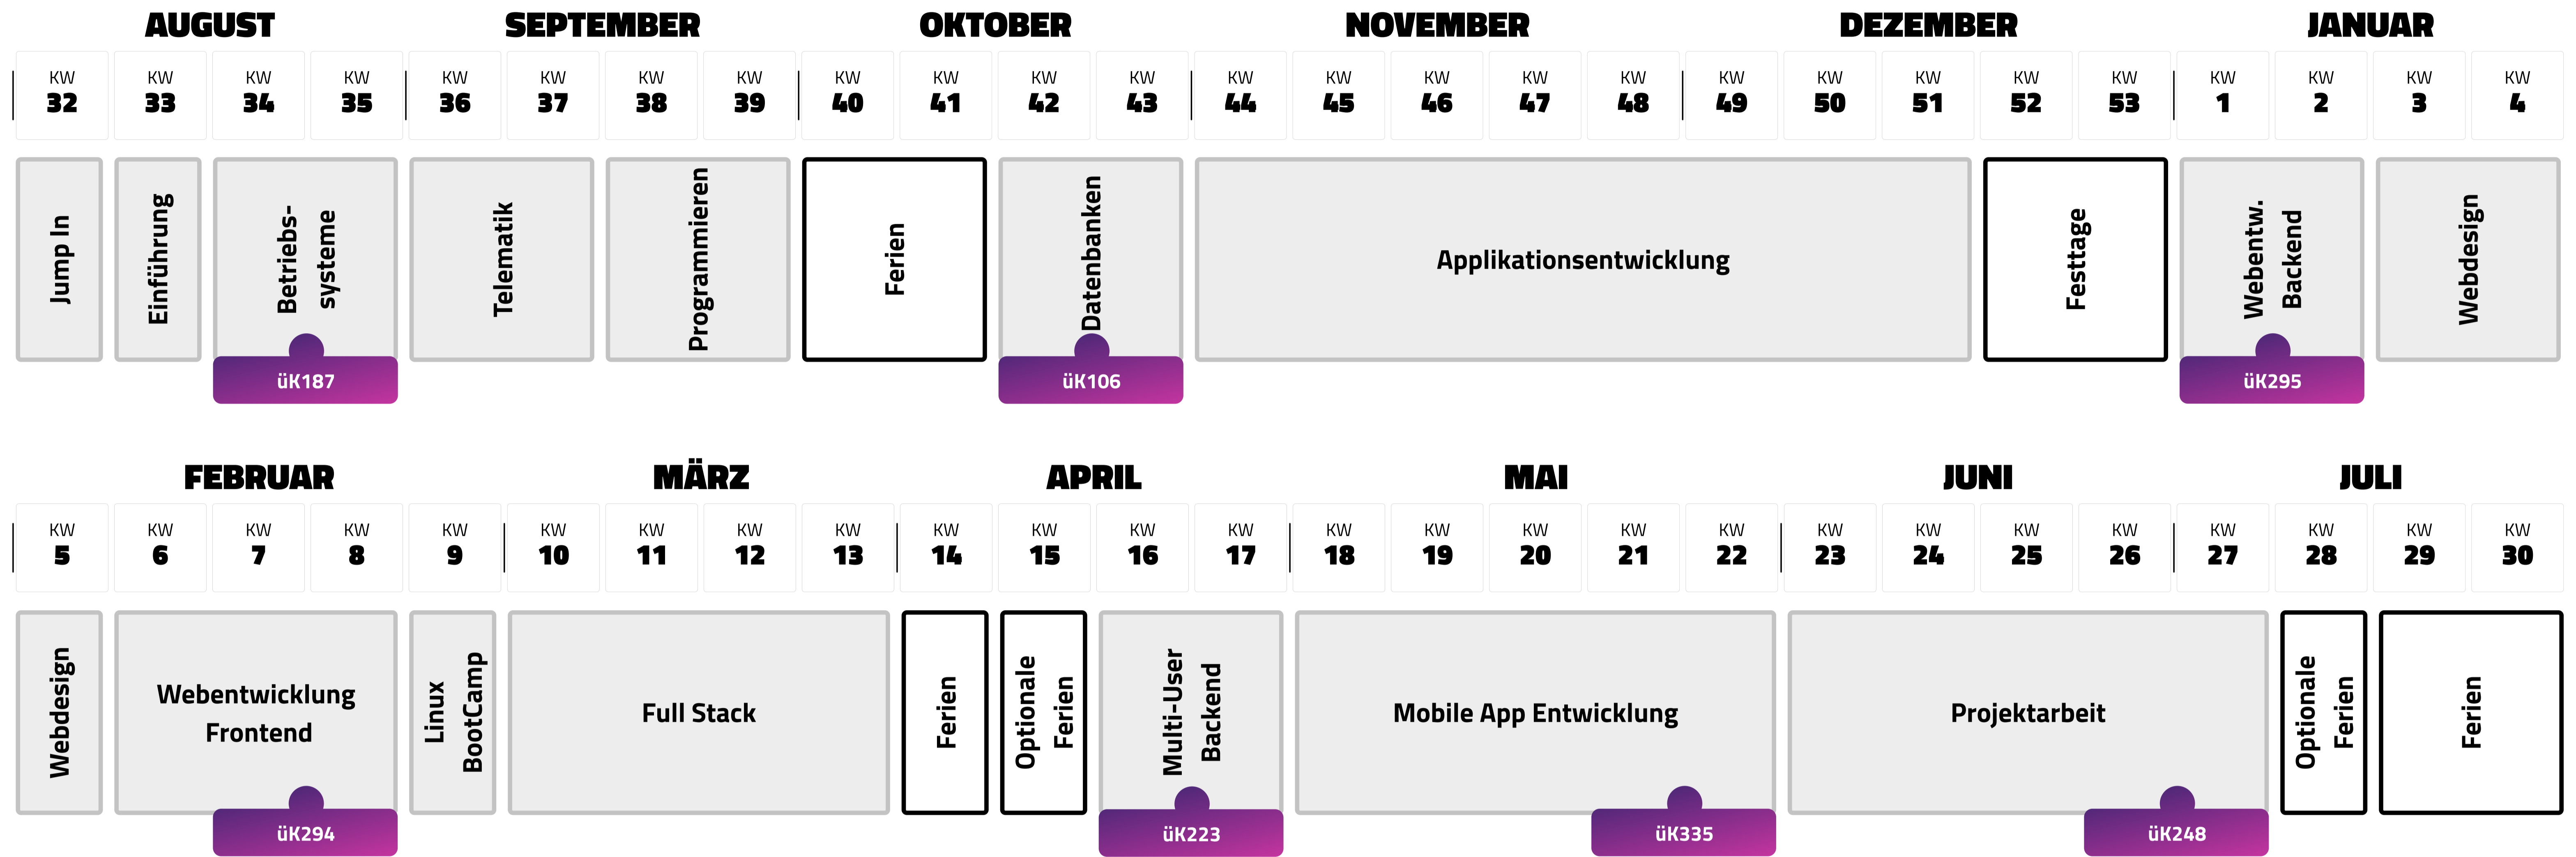 AUGUST SEPTEMBER OKTOBER NOVEMBER DEZEMBER JANUAR
KW KW KW KW KW KW KW KW KW KW KW KW KW KW KW KW KW KW KW KW KW KW KW KW KW KW
32 33 34 35 36 37 38 39 40 41 42 43 44 45 46 47 48 49 50 51 52 53 1 2 3 4
Jump In
Einführung
Betriebs-
systeme
Telematik
Programmieren
Ferien
Datenbanken
Applikationsentwicklung
Festtage
Webentw.
Backend
Webdesign
üK187 üK106 üK295
FEBRUAR MÄRZ APRIL MAI JUNI JULI
KW KW KW KW KW KW KW KW KW KW KW KW KW KW KW KW KW KW KW KW KW KW KW KW KW KW
5 6 7 8 9 10 11 12 13 14 15 16 17 18 19 20 21 22 23 24 25 26 27 28 29 30
Webdesign
Webentwicklung
Frontend
Linux
BootCamp
Full Stack
Ferien
Optionale
Ferien
Multi-User
Backend
Mobile App Entwicklung
Projektarbeit
Optionale
Ferien
Ferien
üK294 üK223 üK335 üK248